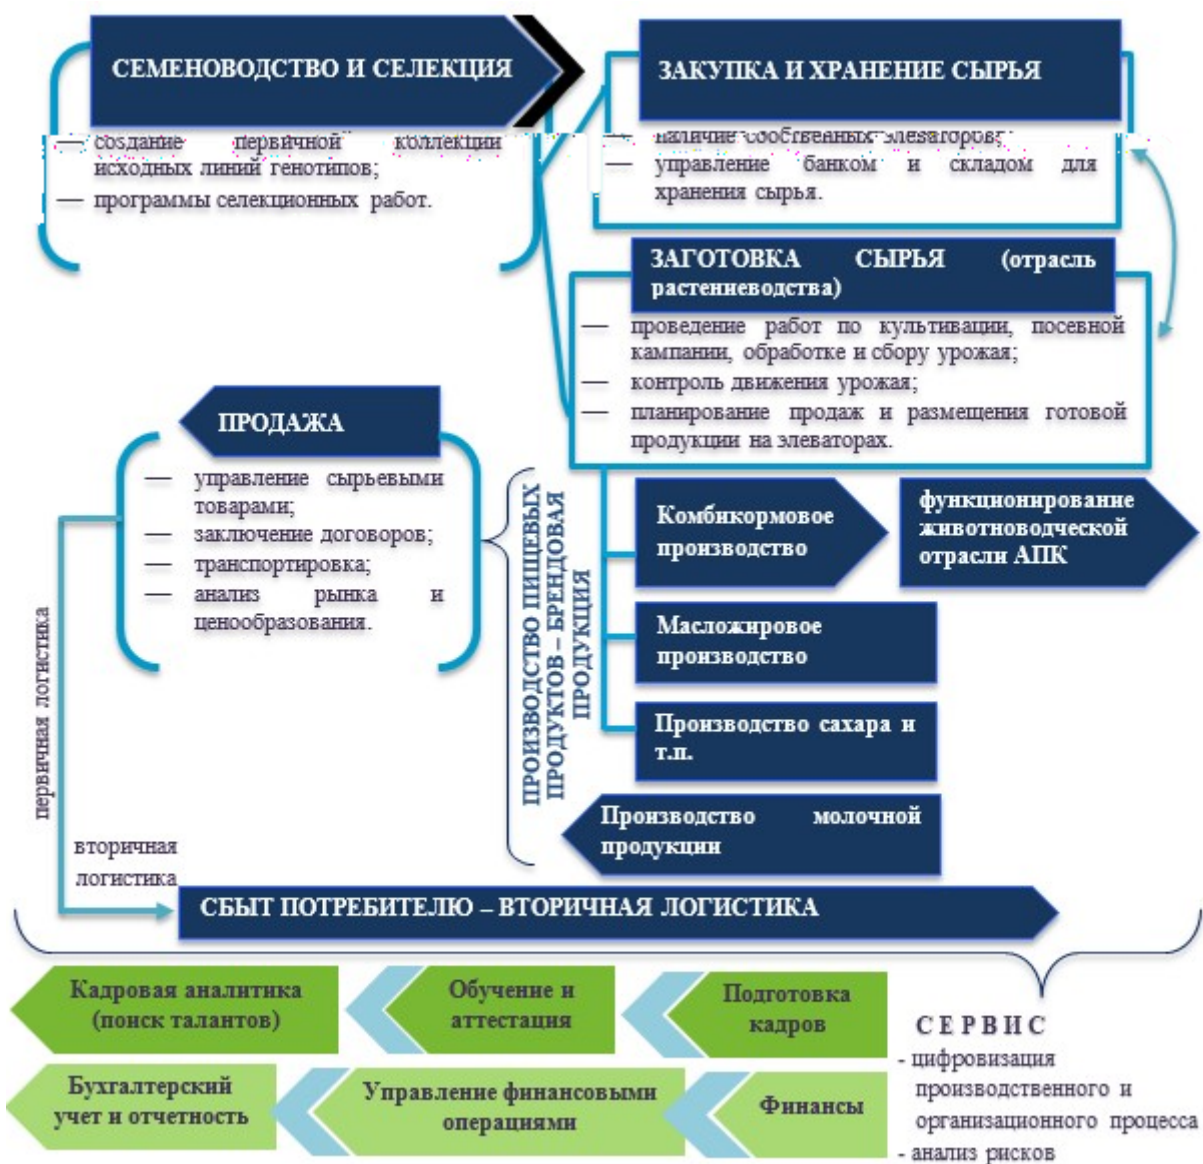 СЕМЕНОВОДСТВО И СЕЛЕКЦИЯ
— создание первичной коллекции
исходных линий генотипов;
— программы селекционных работ.
ЗАКУПКА И ХРАНЕНИЕ СЫРЬЯ
— наличие собственных элеваторов;
— управление банком и складом для
хранения сырья.
ЗАГОТОВКА СЫРЬЯ (отрасль
растениеводства)
— проведение работ по культивации, посевной
кампании, обработке и сбору урожая;
— контроль движения урожая;
— планирование продаж и размещения готовой
продукции на элеваторах.
ПРОДАЖА
— управление сырьевыми
товарами;
— заключение договоров;
— транспортировка;
— анализ рынка и
ценообразования.
ПРОИЗВОДСТВО ПИЩЕВЫХ
ПРОДУКТОВ – БРЕНДОВАЯ
ПРОДУКЦИЯ
Комбикормовое
производство
функционирование
животноводческой
отрасли АПК
Масложировое
производство
Производство сахара и
т.п.
Производство молочной
продукции
первичная логистика
вторичная
логистика
СБЫТ ПОТРЕБИТЕЛЮ – ВТОРИЧНАЯ ЛОГИСТИКА
Кадровая аналитика
(поиск талантов)
Обучение и
аттестация
Подготовка
кадров
Бухгалтерский
учет и отчетность
Управление финансовыми
операциями
Финансы
СЕРВИС
- цифровизация
производственного и
организационного процесса
- анализ рисков